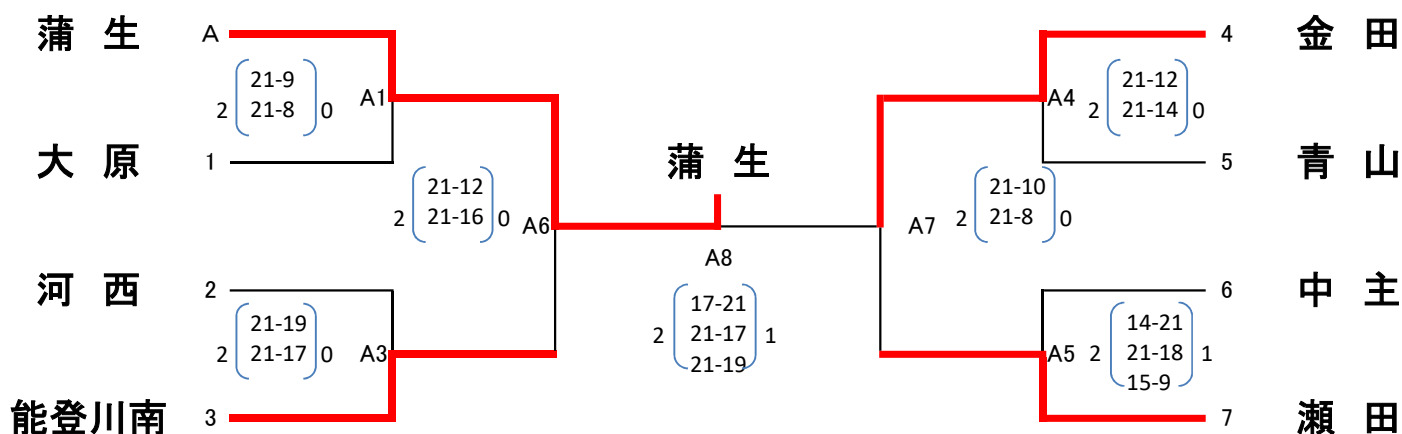 蒲 生 A 4 金 田
21-9
2 21-8 0
A1
21-12
2 21-14 0
A4
大 原 1 5 青 山
蒲 生
21-12
2 21-16 0
A6
21-10
2 21-8 0
A7
A8
17-21
2 21-17 1
21-19
河 西 2 6 中 主
21-19
2 21-17 0
A3
14-21
2 21-18 1
15-9
A5
能登川南 3 7 瀬 田